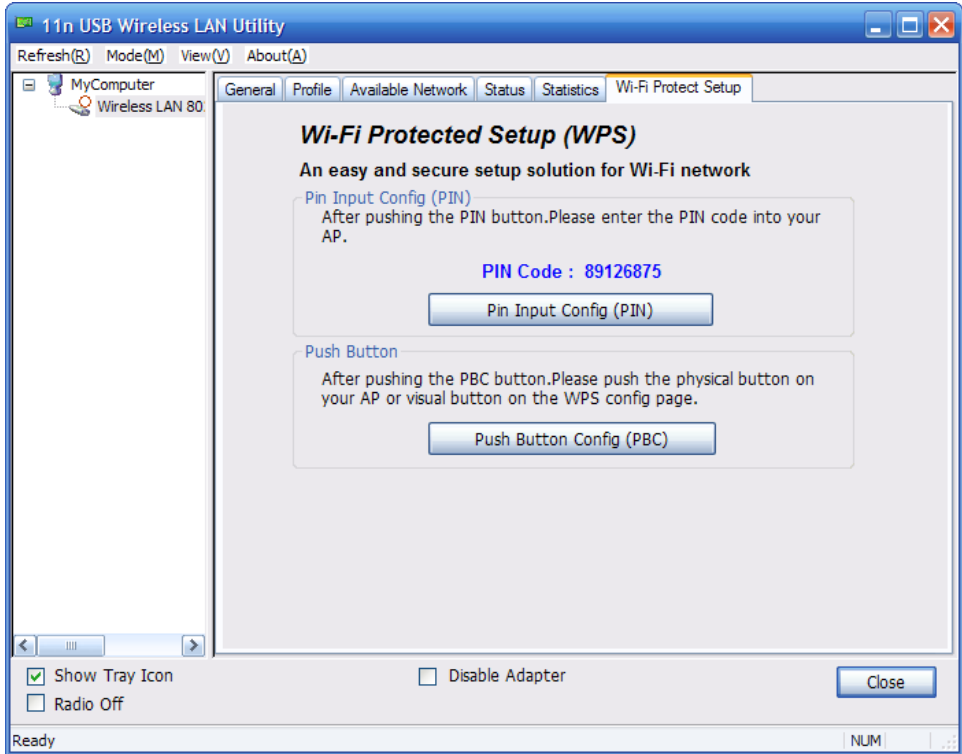 11n USB Wireless LAN Utility
Refresh(R) Mode(M) View(V) About(A)
MyComputer
Wireless LAN 80
General Profile Available Network Status Statistics Wi-Fi Protect Setup
Wi-Fi Protected Setup (WPS)
An easy and secure setup solution for Wi-Fi network
Pin Input Config (PIN)
After pushing the PIN button.Please enter the PIN code into your
AP.
PIN Code : 89126875
Pin Input Config (PIN)
Push Button
After pushing the PBC button.Please push the physical button on
your AP or visual button on the WPS config page.
Push Button Config (PBC)
Show Tray Icon
Disable Adapter
Radio Off
Close
Ready
NUM